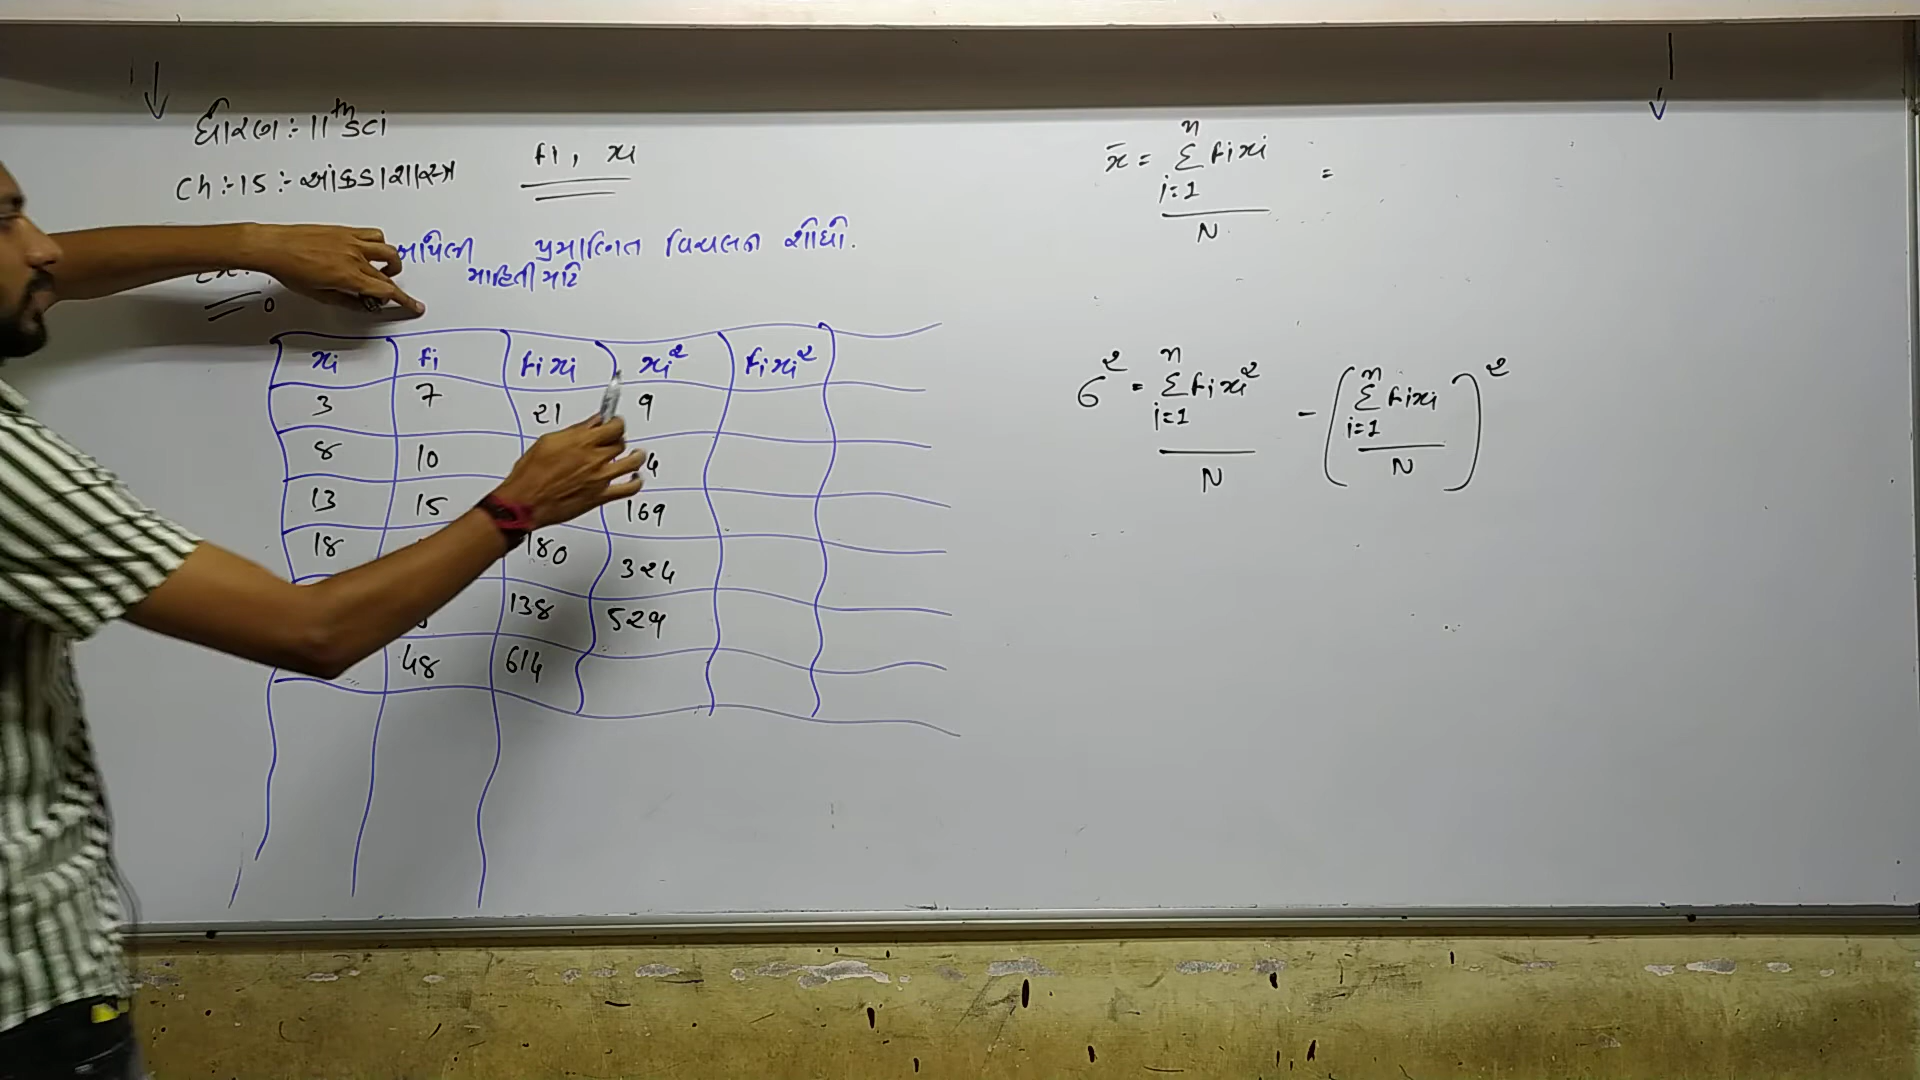 ધોરણ :- 11th Sci
Ch :- 15 :- આંકડાશાસ્ત્ર
fi, xi
આપેલી માહિતી માટે પ્રમાણિત વિચલન શોધો.
xi fi fixi xi² fixi²
3 7 21 9
8 10 4
13 15 169
18 180 324
138 529
48 614
x̄ = Σ fixi =
n
i=1
N
σ² = Σ fixi² - (Σ fixi)²
n n
i=1 i=1
N N